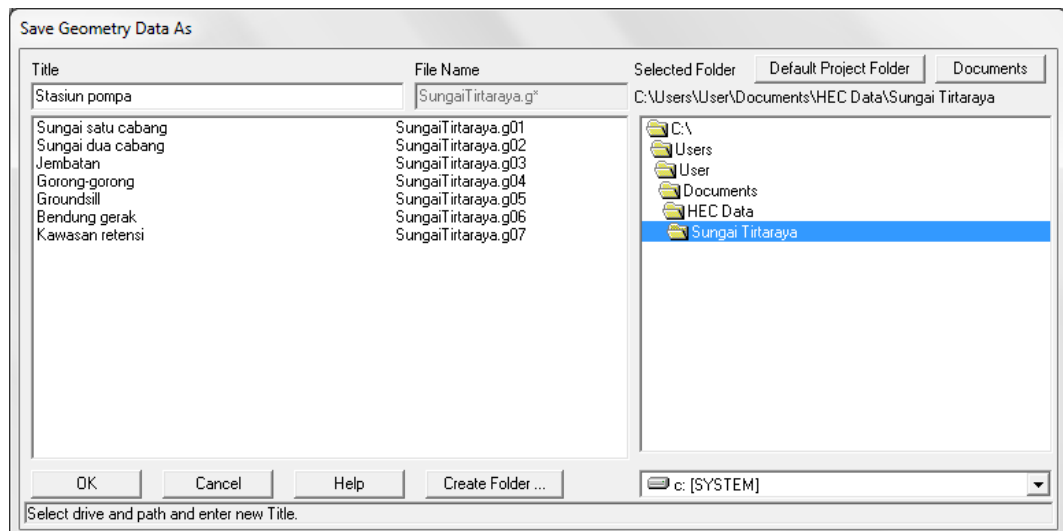 Save Geometry Data As
Title
File Name
Selected Folder
Default Project Folder
Documents
Stasiun pompa
SungaiTirtaraya.g*
C:\Users\User\Documents\HEC Data\Sungai Tirtaraya
Sungai satu cabang SungaiTirtaraya.g01
Sungai dua cabang SungaiTirtaraya.g02
Jembatan SungaiTirtaraya.g03
Gorong-gorong SungaiTirtaraya.g04
Groundsill SungaiTirtaraya.g05
Bendung gerak SungaiTirtaraya.g06
Kawasan retensi SungaiTirtaraya.g07
C:\
Users
User
Documents
HEC Data
Sungai Tirtaraya
OK
Cancel
Help
Create Folder ...
c: [SYSTEM]
Select drive and path and enter new Title.